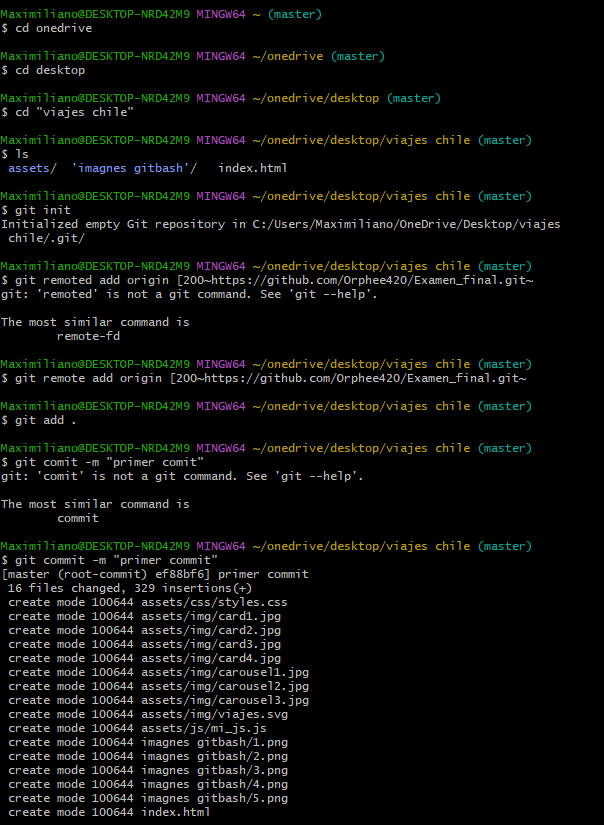 Maximiliano@DESKTOP-NRD42M9 MINGW64 ~ (master)
$ cd onedrive
Maximiliano@DESKTOP-NRD42M9 MINGW64 ~/onedrive (master)
$ cd desktop
Maximiliano@DESKTOP-NRD42M9 MINGW64 ~/onedrive/desktop (master)
$ cd "viajes chile"
Maximiliano@DESKTOP-NRD42M9 MINGW64 ~/onedrive/desktop/viajes chile (master)
$ ls
assets/  'imagnes gitbash'/   index.html
Maximiliano@DESKTOP-NRD42M9 MINGW64 ~/onedrive/desktop/viajes chile (master)
$ git init
Initialized empty Git repository in C:/Users/Maximiliano/OneDrive/Desktop/viajes
chile/.git/
Maximiliano@DESKTOP-NRD42M9 MINGW64 ~/onedrive/desktop/viajes chile (master)
$ git remoted add origin [200~https://github.com/Orphee420/Examen_final.git~
git: 'remoted' is not a git command. See 'git --help'.
The most similar command is
remote-fd
Maximiliano@DESKTOP-NRD42M9 MINGW64 ~/onedrive/desktop/viajes chile (master)
$ git remote add origin [200~https://github.com/Orphee420/Examen_final.git~
Maximiliano@DESKTOP-NRD42M9 MINGW64 ~/onedrive/desktop/viajes chile (master)
$ git add .
Maximiliano@DESKTOP-NRD42M9 MINGW64 ~/onedrive/desktop/viajes chile (master)
$ git comit -m "primer comit"
git: 'comit' is not a git command. See 'git --help'.
The most similar command is
commit
Maximiliano@DESKTOP-NRD42M9 MINGW64 ~/onedrive/desktop/viajes chile (master)
$ git commit -m "primer commit"
[master (root-commit) ef88bf6] primer commit
16 files changed, 329 insertions(+)
create mode 100644 assets/css/styles.css
create mode 100644 assets/img/card1.jpg
create mode 100644 assets/img/card2.jpg
create mode 100644 assets/img/card3.jpg
create mode 100644 assets/img/card4.jpg
create mode 100644 assets/img/carousel1.jpg
create mode 100644 assets/img/carousel2.jpg
create mode 100644 assets/img/carousel3.jpg
create mode 100644 assets/img/viajes.svg
create mode 100644 assets/js/mi_js.js
create mode 100644 imagnes gitbash/1.png
create mode 100644 imagnes gitbash/2.png
create mode 100644 imagnes gitbash/3.png
create mode 100644 imagnes gitbash/4.png
create mode 100644 imagnes gitbash/5.png
create mode 100644 index.html